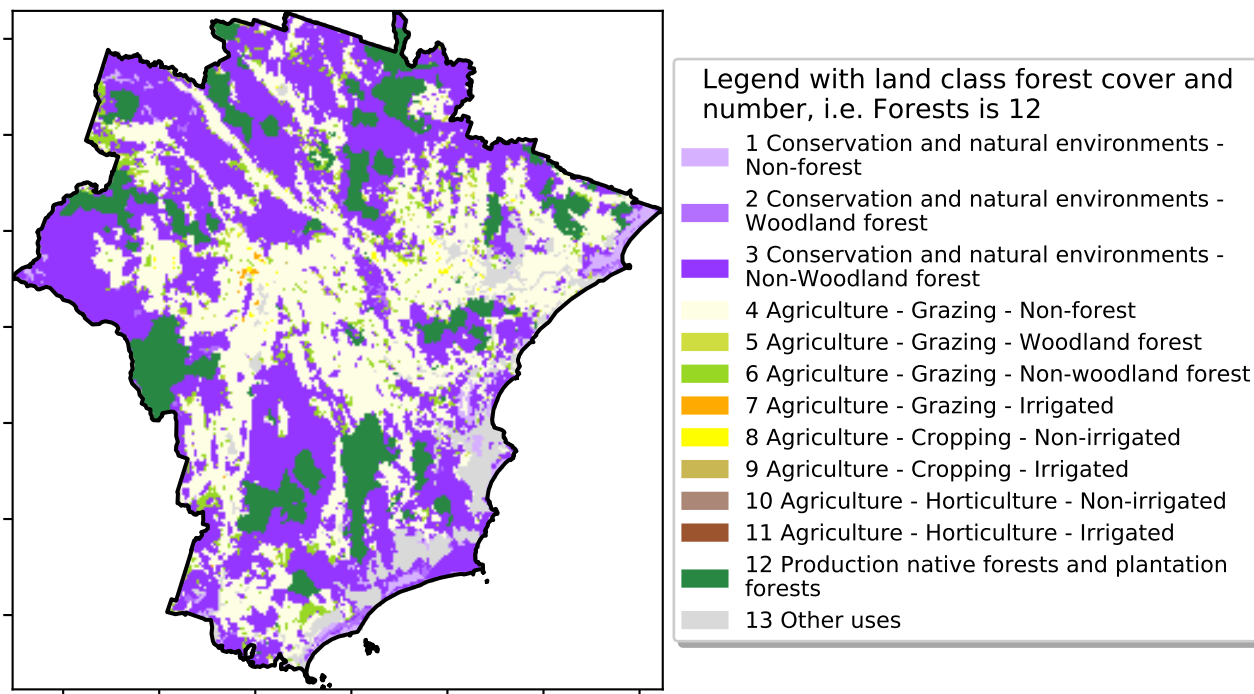 Legend with land class forest cover and
number, i.e. Forests is 12
1 Conservation and natural environments -
Non-forest
2 Conservation and natural environments -
Woodland forest
3 Conservation and natural environments -
Non-Woodland forest
4 Agriculture - Grazing - Non-forest
5 Agriculture - Grazing - Woodland forest
6 Agriculture - Grazing - Non-woodland forest
7 Agriculture - Grazing - Irrigated
8 Agriculture - Cropping - Non-irrigated
9 Agriculture - Cropping - Irrigated
10 Agriculture - Horticulture - Non-irrigated
11 Agriculture - Horticulture - Irrigated
12 Production native forests and plantation
forests
13 Other uses